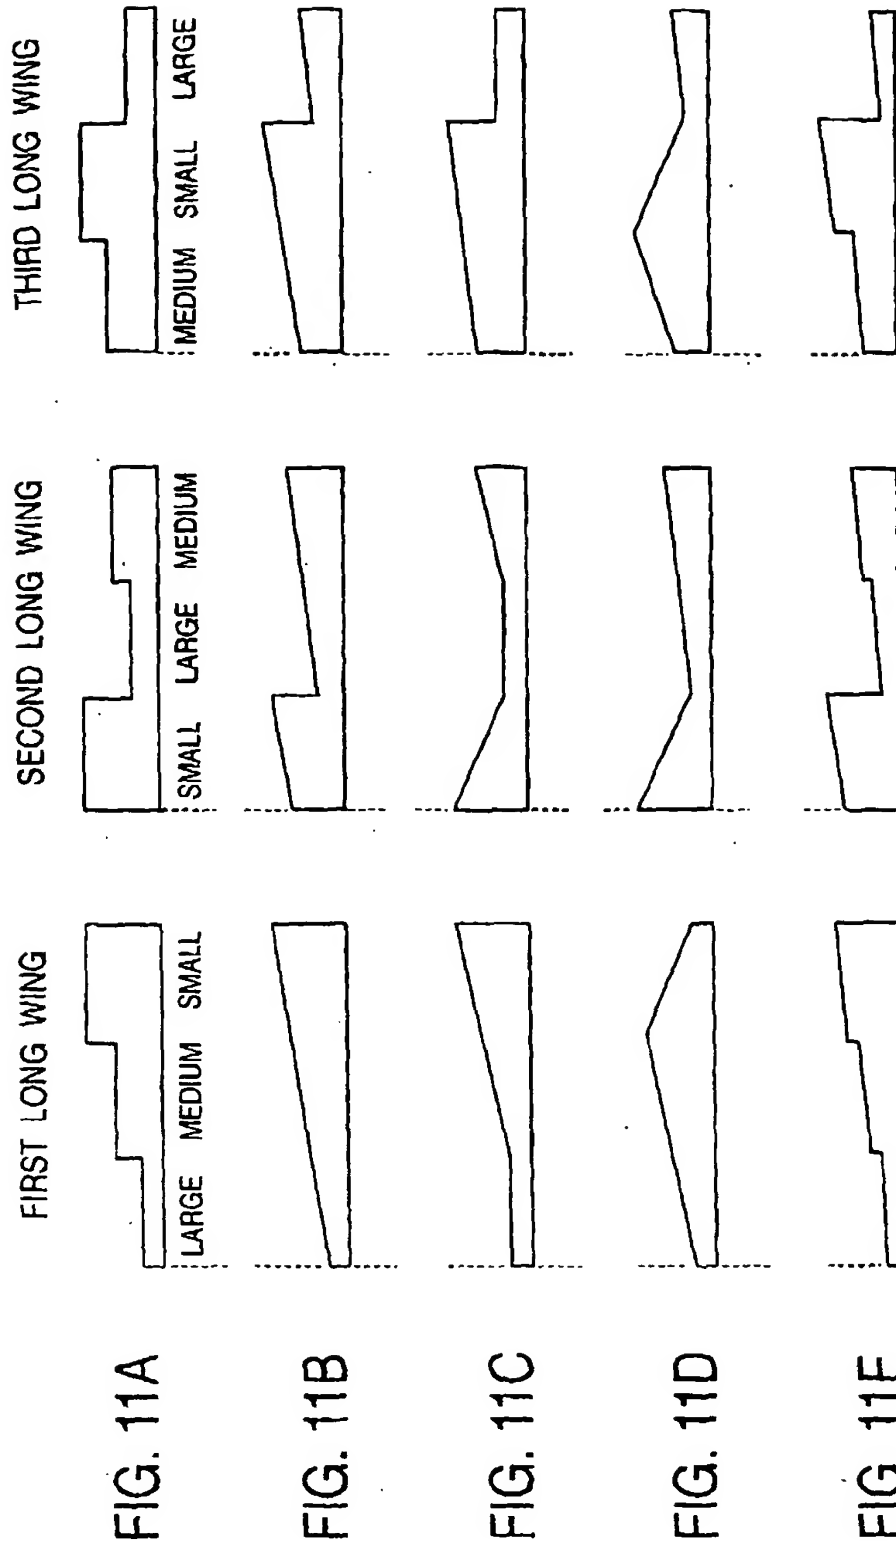 FIRST LONG WING SECOND LONG WING THIRD LONG WING
FIG. 11A
LARGE MEDIUM SMALL SMALL LARGE MEDIUM MEDIUM SMALL LARGE
FIG. 11B
FIG. 11C
FIG. 11D
FIG. 11E